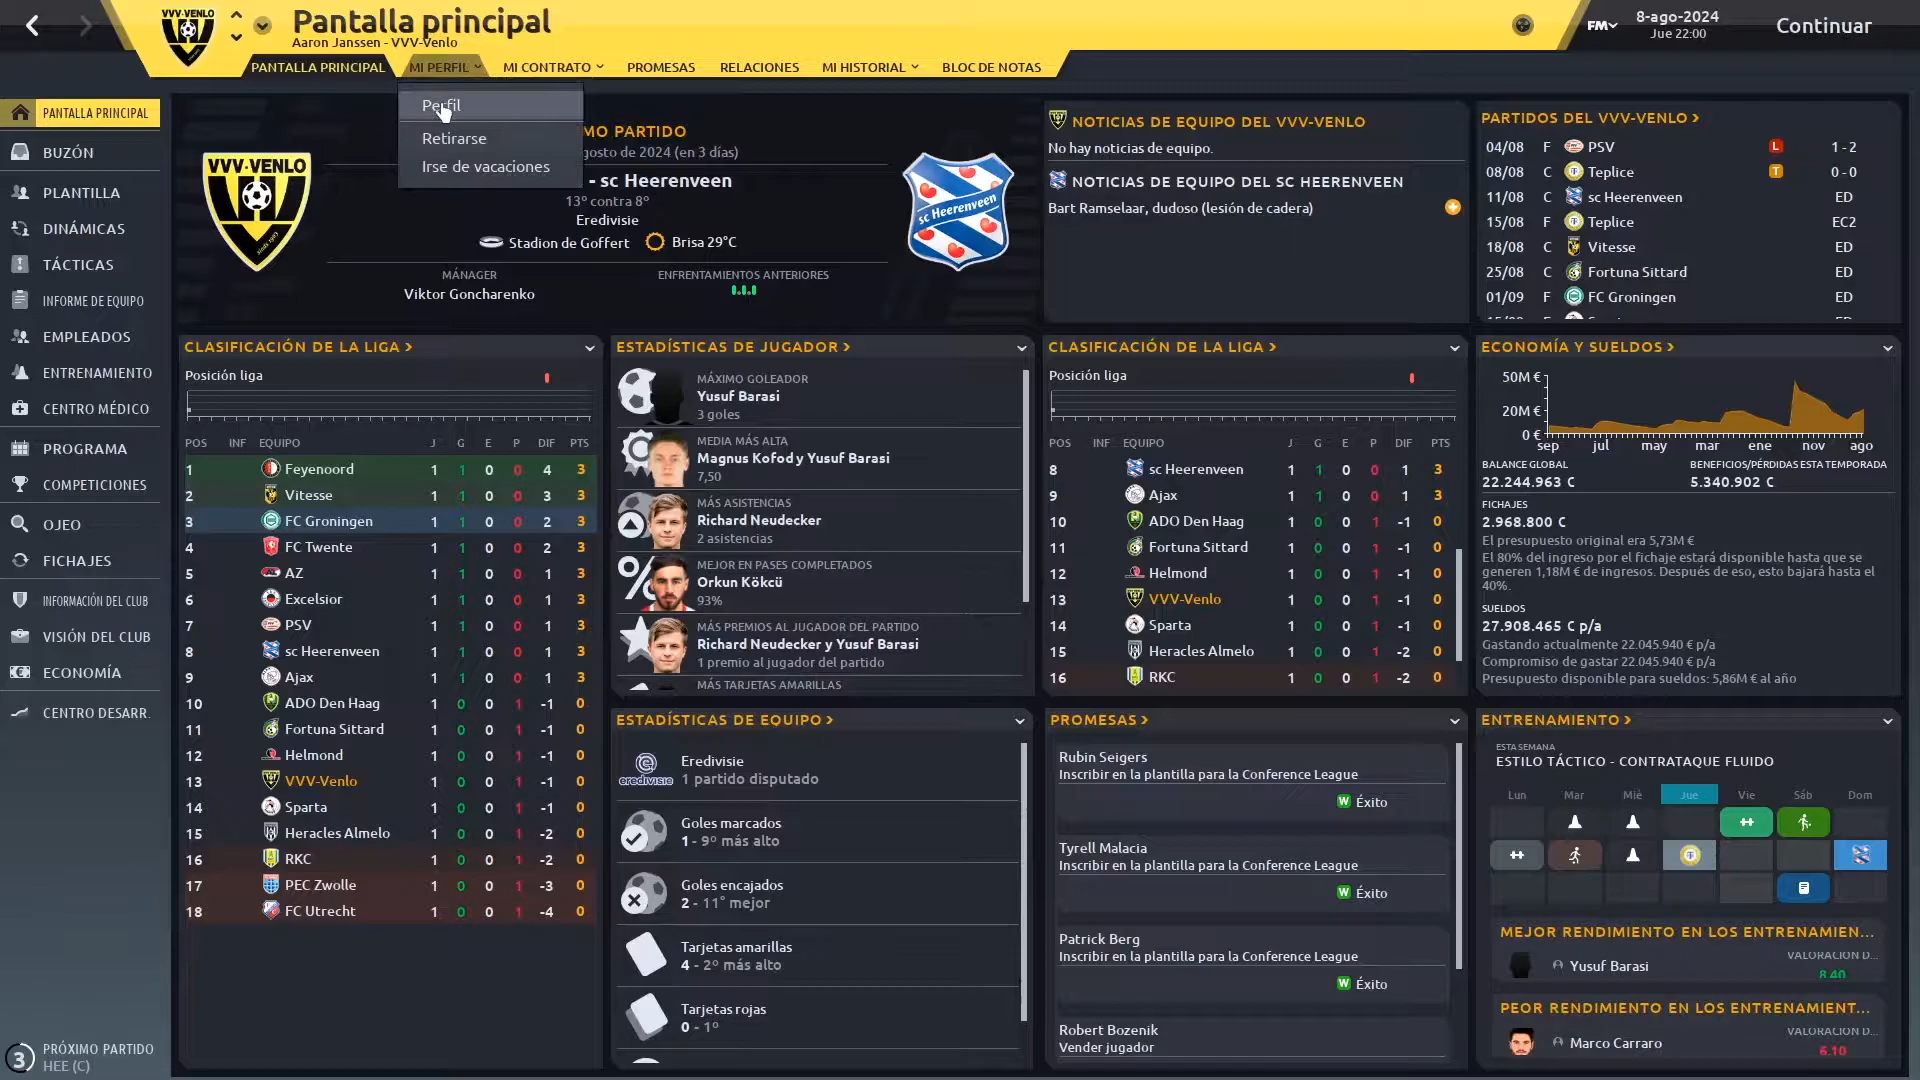 Pantalla principal
Aaron Janssen - VVV-Venlo
FM
8-ago-2024
Jue 22:00
Continuar
PANTALLA PRINCIPAL
MI PERFIL
MI CONTRATO
PROMESAS
RELACIONES
MI HISTORIAL
BLOC DE NOTAS
Perfil
Retirarse
Irse de vacaciones
PANTALLA PRINCIPAL
BUZÓN
PLANTILLA
DINÁMICAS
TÁCTICAS
INFORME DE EQUIPO
EMPLEADOS
ENTRENAMIENTO
CENTRO MÉDICO
PROGRAMA
COMPETICIONES
OJEO
FICHAJES
INFORMACIÓN DEL CLUB
VISIÓN DEL CLUB
ECONOMÍA
CENTRO DESARR.
3
PRÓXIMO PARTIDO
HEE (C)
VVV-VENLO
MO PARTIDO
gosto de 2024 (en 3 días)
- sc Heerenveen
13º contra 8º
Eredivisie
Stadion de Goffert
Brisa 29°C
MÁNAGER
Viktor Goncharenko
ENFRENTAMIENTOS ANTERIORES
sc Heerenveen
NOTICIAS DE EQUIPO DEL VVV-VENLO
No hay noticias de equipo.
NOTICIAS DE EQUIPO DEL SC HEERENVEEN
Bart Ramselaar, dudoso (lesión de cadera)
PARTIDOS DEL VVV-VENLO >
04/08 F PSV L 1 - 2
08/08 C Teplice T 0 - 0
11/08 C sc Heerenveen ED
15/08 F Teplice EC2
18/08 C Vitesse ED
25/08 C Fortuna Sittard ED
01/09 F FC Groningen ED
CLASIFICACIÓN DE LA LIGA >
Posición liga
POS INF EQUIPO J G E P DIF PTS
1 Feyenoord 1 1 0 0 4 3
2 Vitesse 1 1 0 0 3 3
3 FC Groningen 1 1 0 0 2 3
4 FC Twente 1 1 0 0 2 3
5 AZ 1 1 0 0 1 3
6 Excelsior 1 1 0 0 1 3
7 PSV 1 1 0 0 1 3
8 sc Heerenveen 1 1 0 0 1 3
9 Ajax 1 1 0 0 1 3
10 ADO Den Haag 1 0 0 1 -1 0
11 Fortuna Sittard 1 0 0 1 -1 0
12 Helmond 1 0 0 1 -1 0
13 VVV-Venlo 1 0 0 1 -1 0
14 Sparta 1 0 0 1 -1 0
15 Heracles Almelo 1 0 0 1 -2 0
16 RKC 1 0 0 1 -2 0
17 PEC Zwolle 1 0 0 1 -3 0
18 FC Utrecht 1 0 0 1 -4 0
ESTADÍSTICAS DE JUGADOR >
MÁXIMO GOLEADOR
Yusuf Barasi
3 goles
MEDIA MÁS ALTA
Magnus Kofod y Yusuf Barasi
7,50
MÁS ASISTENCIAS
Richard Neudecker
2 asistencias
MEJOR EN PASES COMPLETADOS
Orkun Kökcü
93%
MÁS PREMIOS AL JUGADOR DEL PARTIDO
Richard Neudecker y Yusuf Barasi
1 premio al jugador del partido
MÁS TARJETAS AMARILLAS
CLASIFICACIÓN DE LA LIGA >
Posición liga
POS INF EQUIPO J G E P DIF PTS
8 sc Heerenveen 1 1 0 0 1 3
9 Ajax 1 1 0 0 1 3
10 ADO Den Haag 1 0 0 1 -1 0
11 Fortuna Sittard 1 0 0 1 -1 0
12 Helmond 1 0 0 1 -1 0
13 VVV-Venlo 1 0 0 1 -1 0
14 Sparta 1 0 0 1 -1 0
15 Heracles Almelo 1 0 0 1 -2 0
16 RKC 1 0 0 1 -2 0
ECONOMÍA Y SUELDOS >
50M €
20M €
0 €
sep jul may mar ene nov ago
BALANCE GLOBAL
22.244.963 C
BENEFICIOS/PÉRDIDAS ESTA TEMPORADA
5.340.902 C
FICHAJES
2.968.800 C
El presupuesto original era 5,73M €
El 80% del ingreso por el fichaje estará disponible hasta que se
generen 1,18M € de ingresos. Después de eso, esto bajará hasta el
40%.
SUELDOS
27.908.465 C p/a
Gastando actualmente 22.045.940 € p/a
Compromiso de gastar 22.045.940 € p/a
Presupuesto disponible para sueldos: 5,86M € al año
ESTADÍSTICAS DE EQUIPO >
eredivisie
Eredivisie
1 partido disputado
Goles marcados
1 - 9º más alto
Goles encajados
2 - 11° mejor
Tarjetas amarillas
4 - 2º más alto
Tarjetas rojas
0 - 1º
PROMESAS >
Rubin Seigers
Inscribir en la plantilla para la Conference League
W Éxito
Tyrell Malacia
Inscribir en la plantilla para la Conference League
W Éxito
Patrick Berg
Inscribir en la plantilla para la Conference League
W Éxito
Robert Bozenik
Vender jugador
ENTRENAMIENTO >
ESTA SEMANA
ESTILO TÁCTICO - CONTRATAQUE FLUIDO
Lun Mar Mié Jue Vie Sáb Dom
MEJOR RENDIMIENTO EN LOS ENTRENAMIEN...
Yusuf Barasi
VALORACIÓN D...
8.40
PEOR RENDIMIENTO EN LOS ENTRENAMIENT...
Marco Carraro
VALORACIÓN D...
6.10